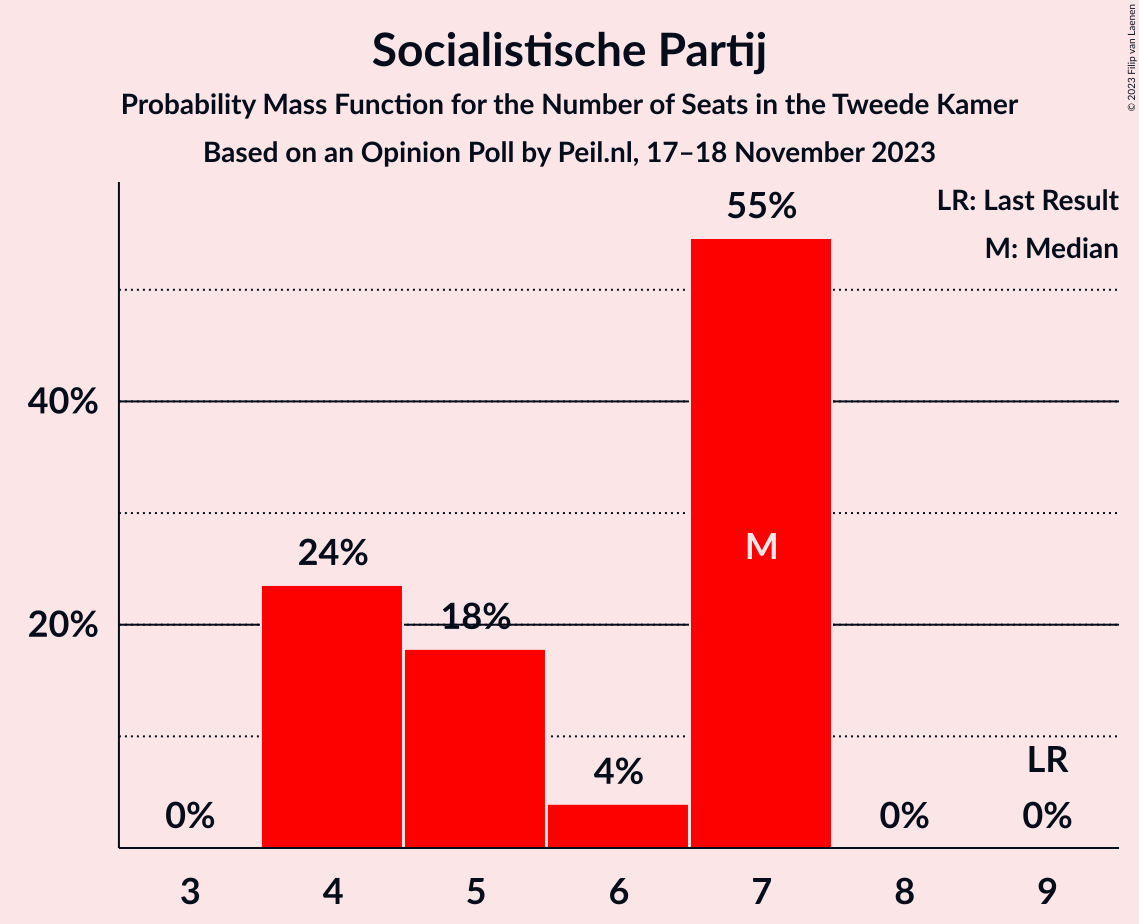 Socialistische Partij
Probability Mass Function for the Number of Seats in the Tweede Kamer
Based on an Opinion Poll by Peil.nl, 17–18 November 2023
© 2023 Filip van Laenen
LR: Last Result
M: Median
55%
40%
M
24%
20%
18%
4%
LR
0%
0%
0%
3
4
5
6
7
8
9